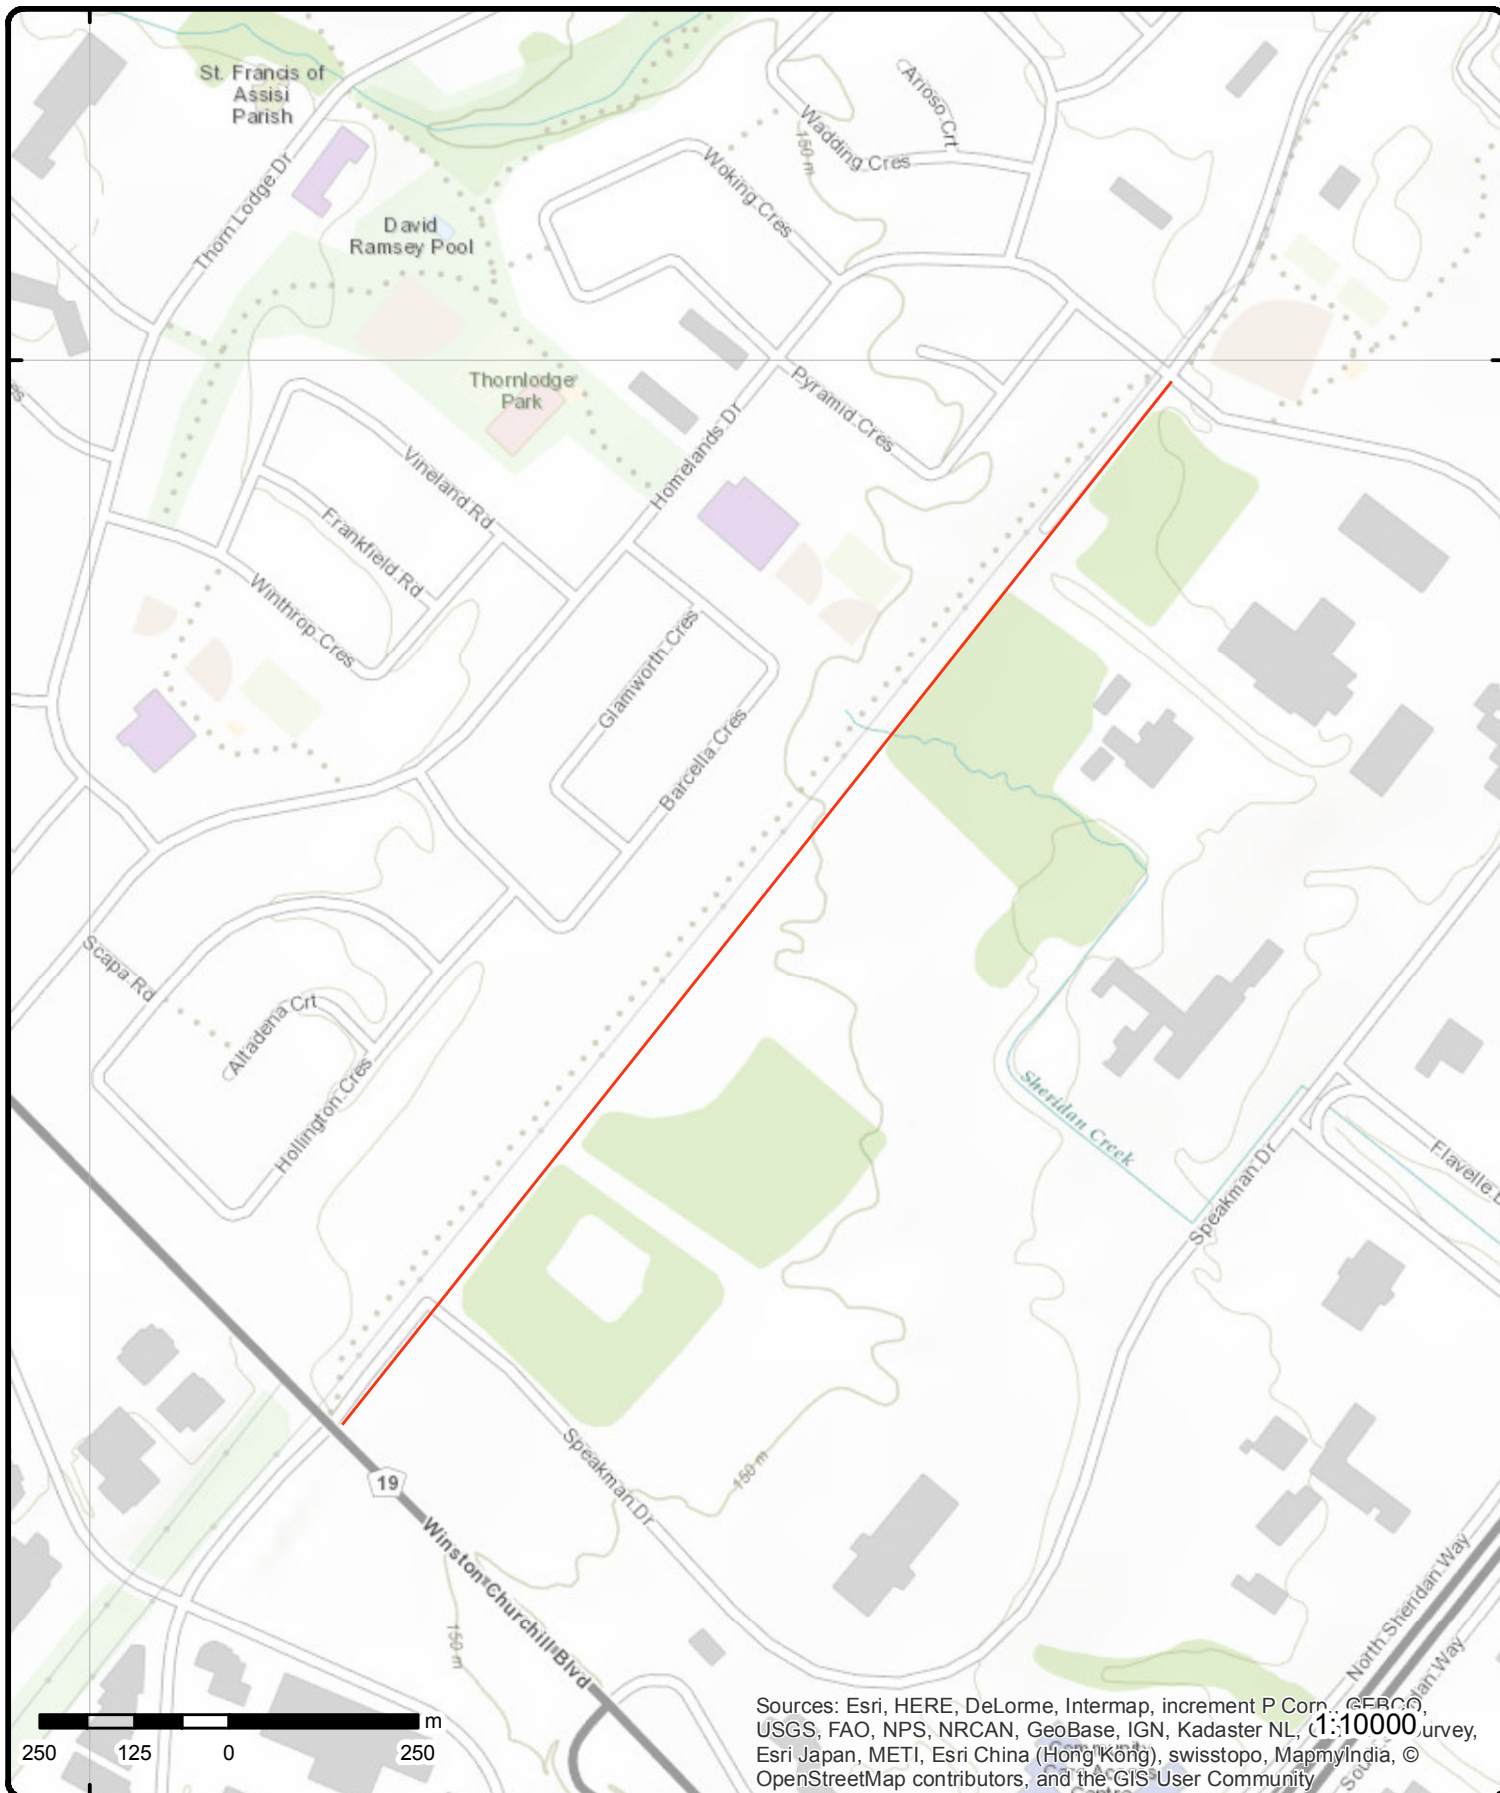 St. Francis of
Assisi
Parish
Thorn Lodge Dr
David
Ramsey Pool
Woking Cres
Wadding Cres
Arioso Crt
150 m
Thornlodge
Park
Pyramid Cres
Homelands Dr
Vineland Rd
Frankfield Rd
Winthrop Cres
Glamworth Cres
Barcella Cres
Scapa Rd
Altadena Crt
Hollington Cres
Sheridan Creek
Speakman Dr
Flavelle
19
Winston Churchill Blvd
Speakman Dr
150 m
150 m
North Sheridan Way
Way
m
250 125 0 250
Sources: Esri, HERE, DeLorme, Intermap, increment P Corp., GEBCO,
USGS, FAO, NPS, NRCAN, GeoBase, IGN, Kadaster NL,
1:10000
Esri Japan, METI, Esri China (Hong Kong), swisstopo, MapmyIndia, ©
OpenStreetMap contributors, and the GIS User Community